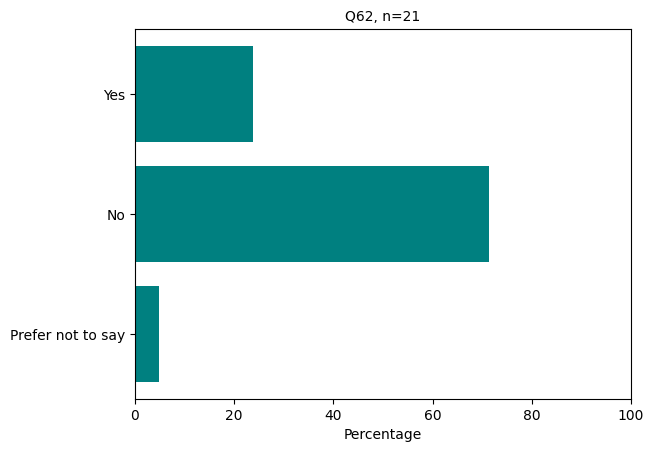 Q62, n=21
Yes
No
Prefer not to say
0 20 40 60 80 100
Percentage